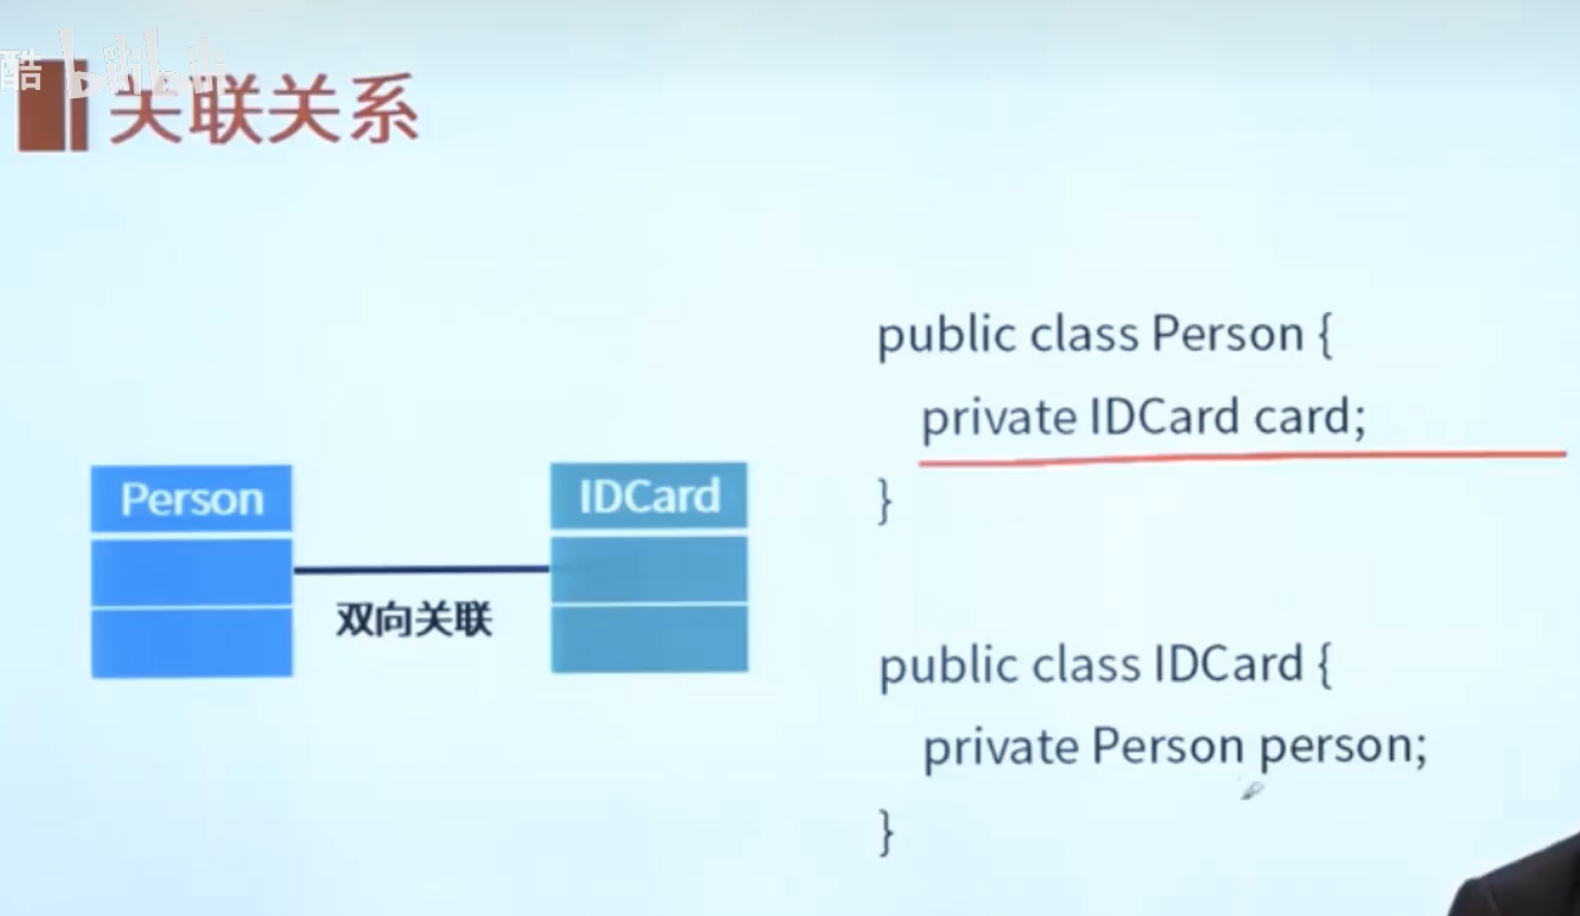 酷
bilibili
关联关系
public class Person {
private IDCard card;
}
Person
IDCard
双向关联
public class IDCard {
private Person person;
}